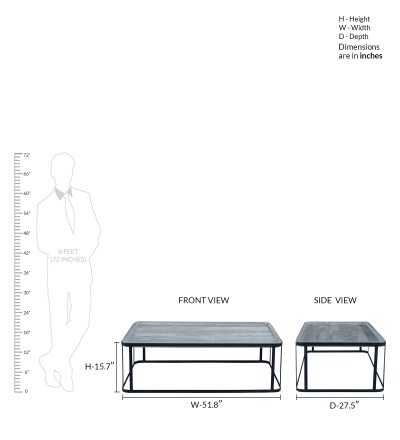 H - Height
W - Width
D - Depth
Dimensions
are in inches
72'
66'
60'
54'
48'
42'
36'
30'
24'
18'
12'
6'
0
6 FEET
(72 INCHES)
FRONT VIEW
SIDE VIEW
H-15.7"
W-51.8"
D-27.5"